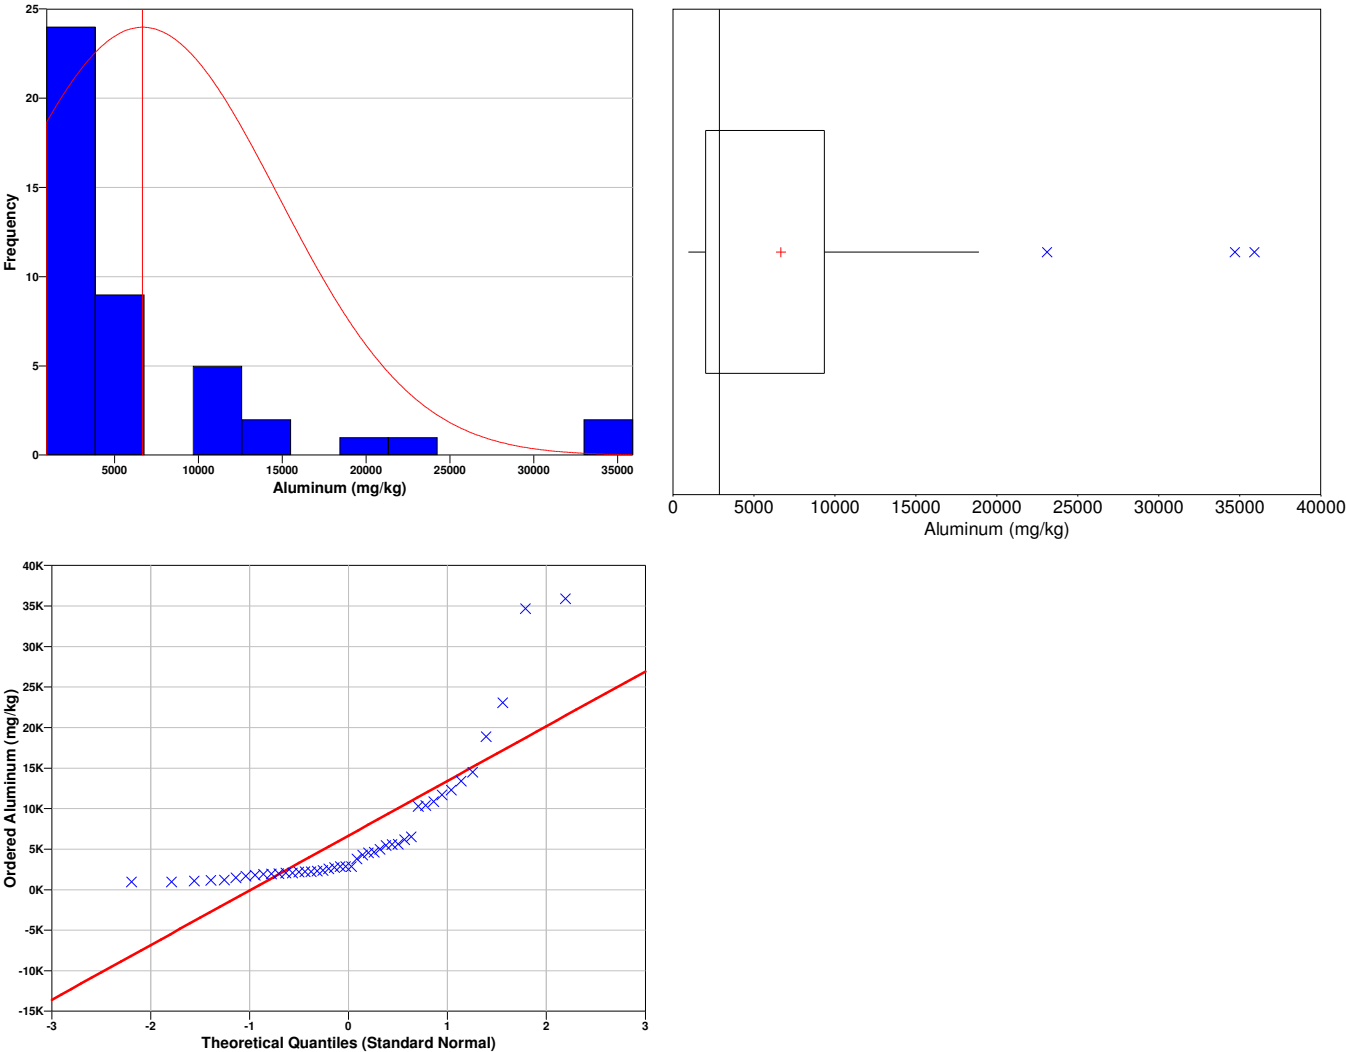 25
20
15
10
5
0
Frequency
5000 10000 15000 20000 25000 30000 35000
Aluminum (mg/kg)
0 5000 10000 15000 20000 25000 30000 35000 40000
Aluminum (mg/kg)
40K
35K
30K
25K
20K
15K
10K
5K
0K
-5K
-10K
-15K
Ordered Aluminum (mg/kg)
-3 -2 -1 0 1 2 3
Theoretical Quantiles (Standard Normal)